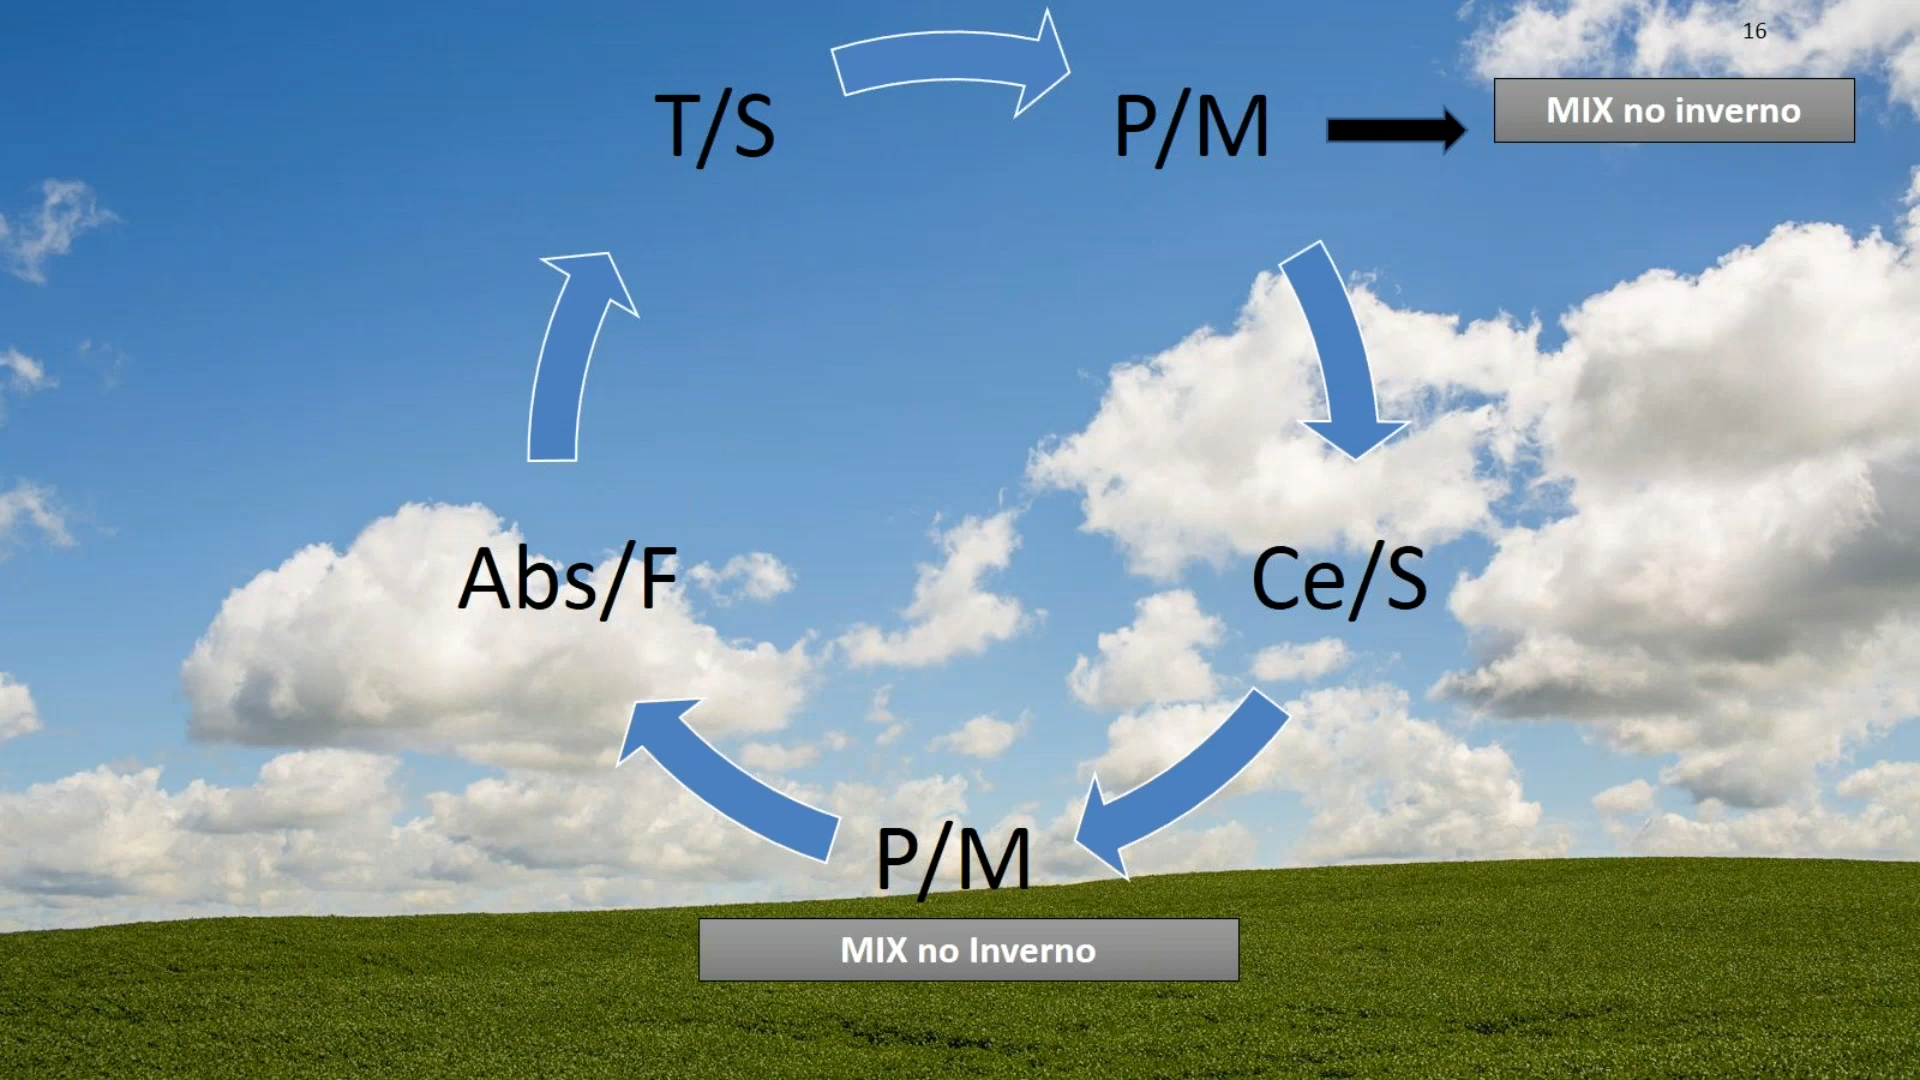 16
T/S
P/M
MIX no inverno
Abs/F
Ce/S
P/M
MIX no Inverno